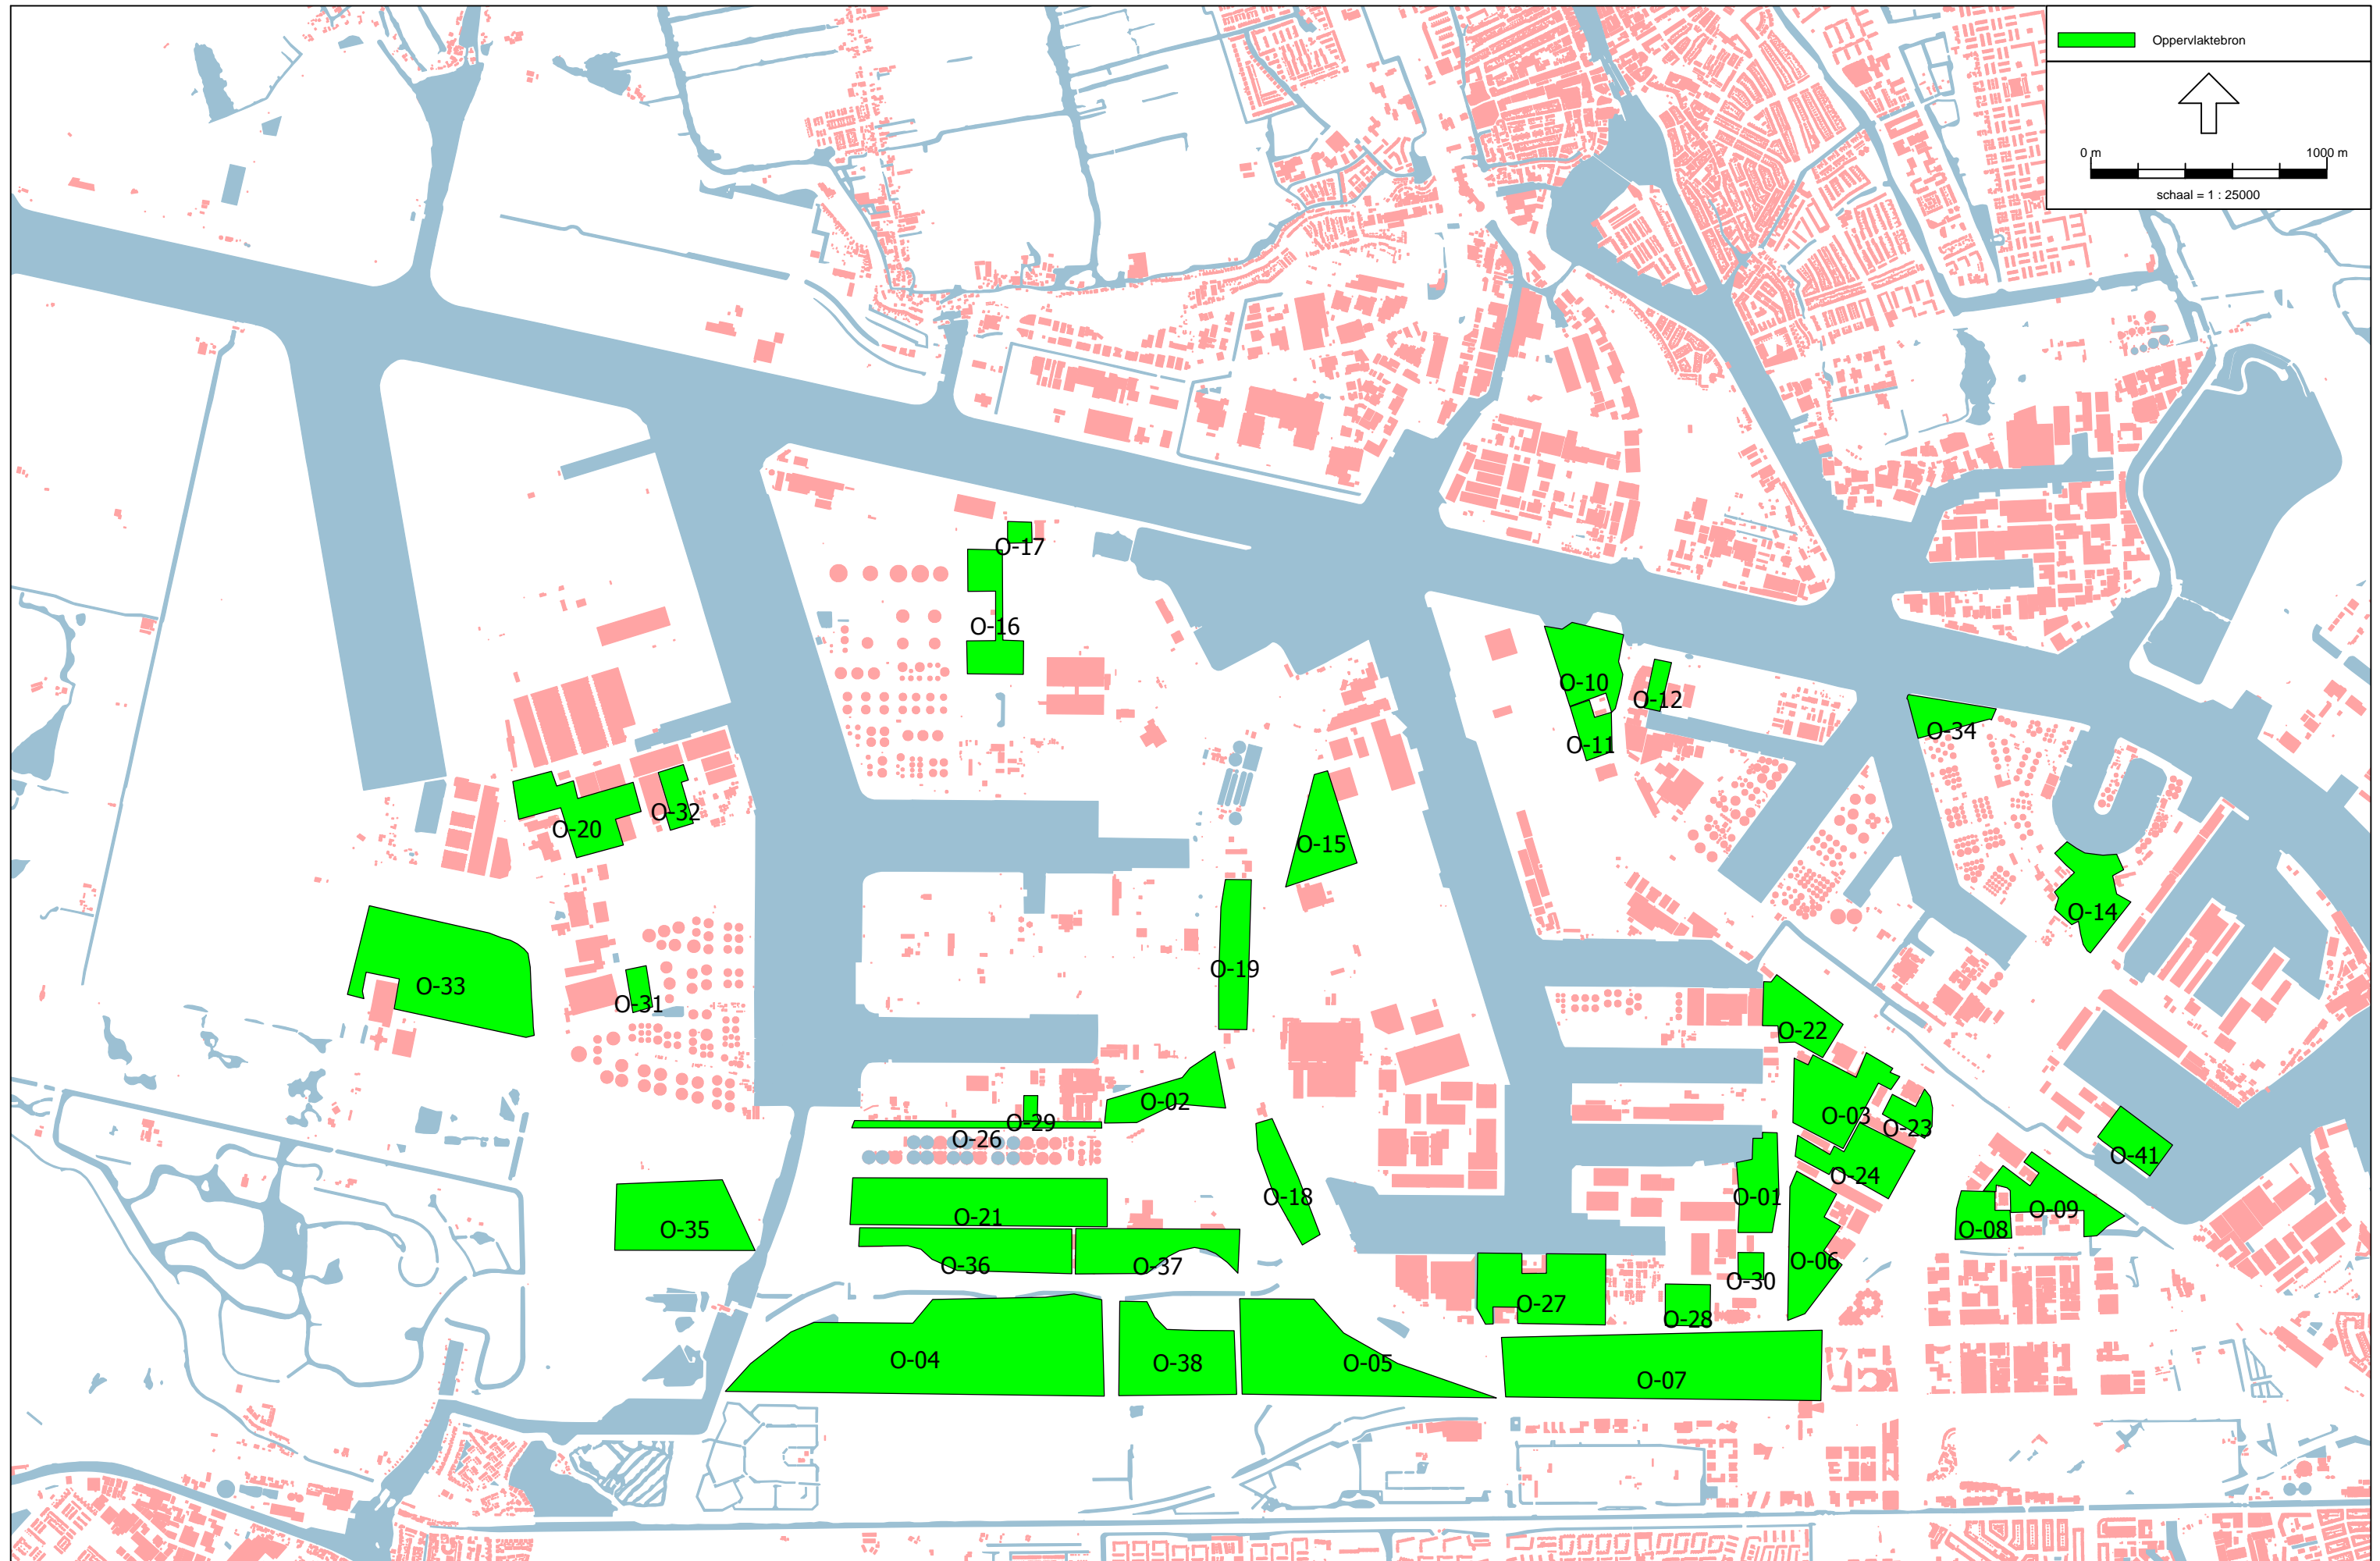 Oppervlaktebron
0 m 1000 m
schaal = 1 : 25000
O-17
O-16
O-10
O-12
O-11
O-34
O-20
O-32
O-15
O-14
O-33
O-31
O-19
O-22
O-02
O-29
O-26
O-03
O-23
O-41
O-24
O-18
O-01
O-09
O-08
O-35
O-21
O-36
O-37
O-06
O-30
O-27
O-28
O-04
O-38
O-05
O-07